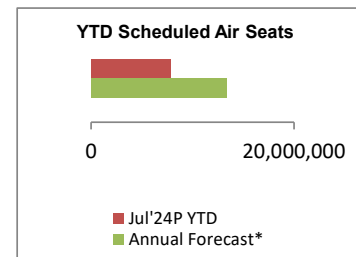 YTD Scheduled Air Seats
0 20,000,000
Jul'24P YTD
Annual Forecast*